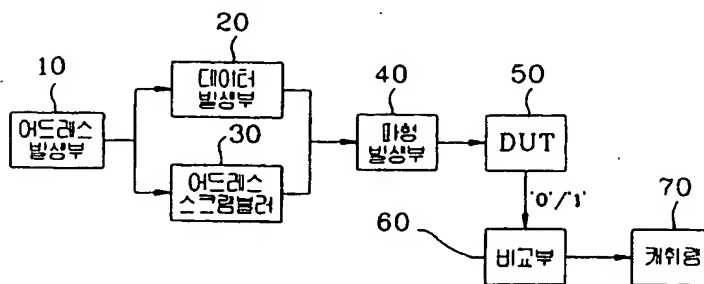 10
어드레스
발생부
20
데이터
발생부
30
어드레스
스크램블러
40
파형
발생부
50
DUT
'0'/'1'
60
비교부
70
캐취램